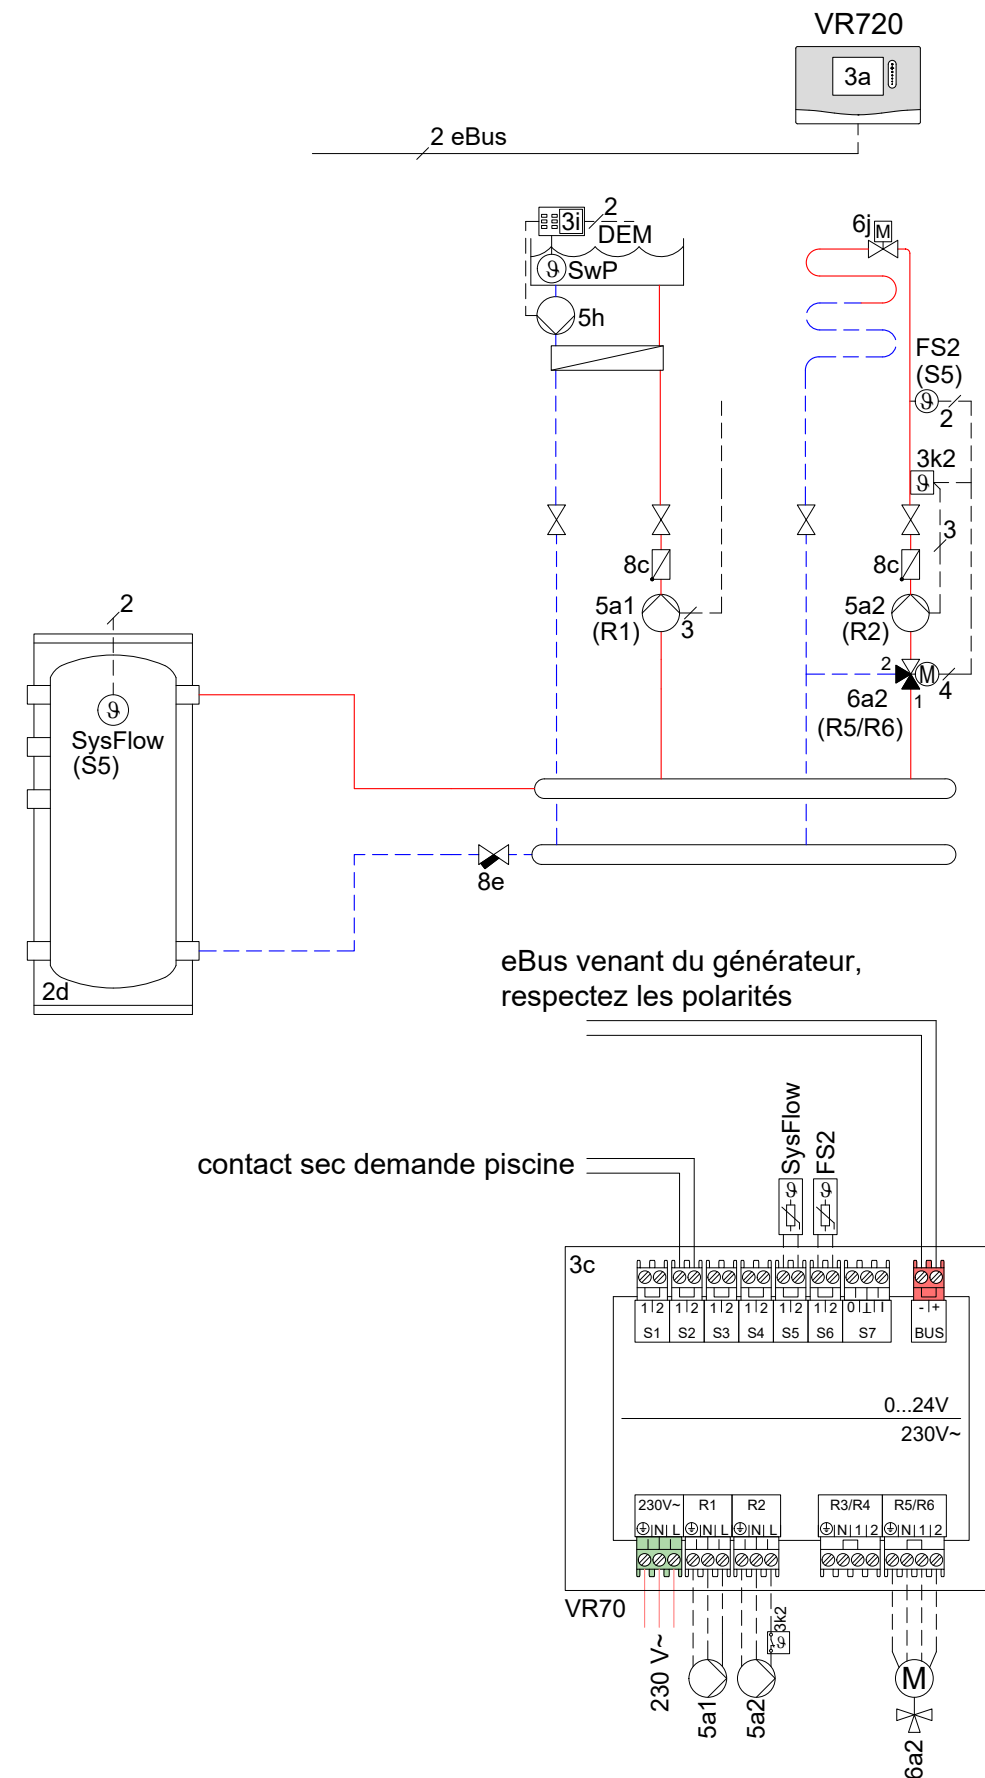 VR720
3a
2 eBus
3i
2
DEM
SwP
5h
6j
M
FS2
(S5)
2
3k2
3
8c
8c
5a1
(R1)
3
5a2
(R2)
2
M
4
1
6a2
(R5/R6)
2
SysFlow
(S5)
2d
8e
eBus venant du générateur,
respectez les polarités
contact sec demande piscine
SysFlow
FS2
3c
1 2
1 2
1 2
1 2
1 2
1 2
0 ⊥ I
- +
S1
S2
S3
S4
S5
S6
S7
BUS
0...24V
230V~
230V~
R1
R2
R3/R4
R5/R6
N L
N L
N L
N 1 2
N 1 2
VR70
230 V~
5a1
5a2
3k2
M
6a2